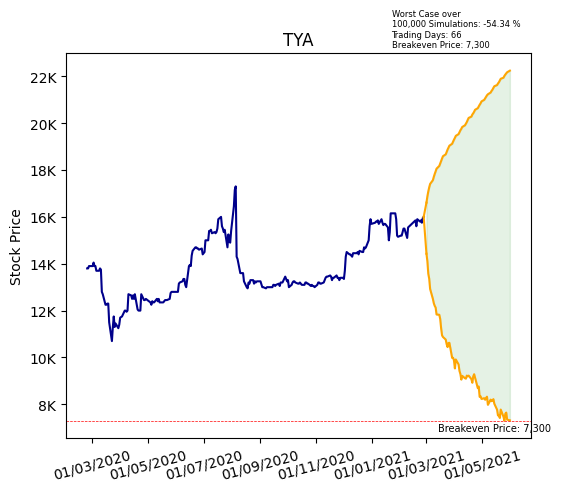 Worst Case over
100,000 Simulations: -54.34 %
Trading Days: 66
Breakeven Price: 7,300
TYA
Stock Price
22K
20K
18K
16K
14K
12K
10K
8K
Breakeven Price: 7,300
01/03/2020
01/05/2020
01/07/2020
01/09/2020
01/11/2020
01/01/2021
01/03/2021
01/05/2021